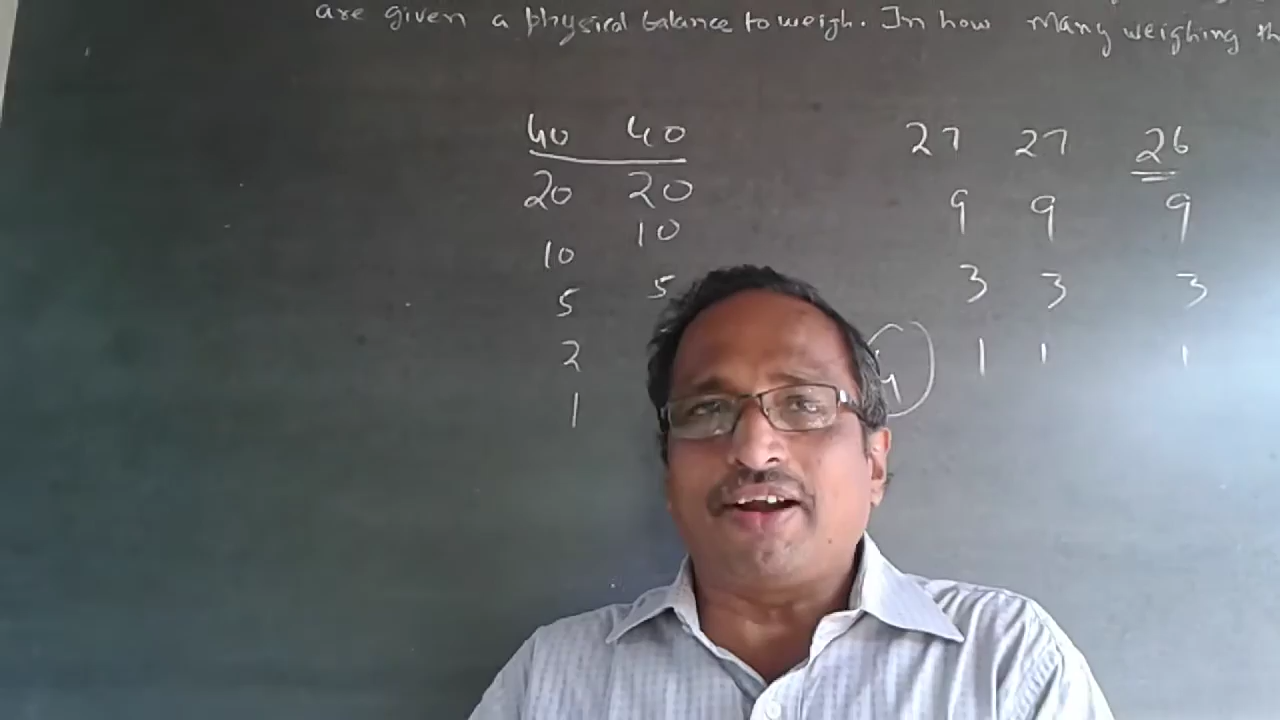 are given a physical balance to weigh. In how many weighing th
40 40 27 27 26
20 20 9 9 9
10 10
5 5 3 3 3
2 4 1 1 1
1